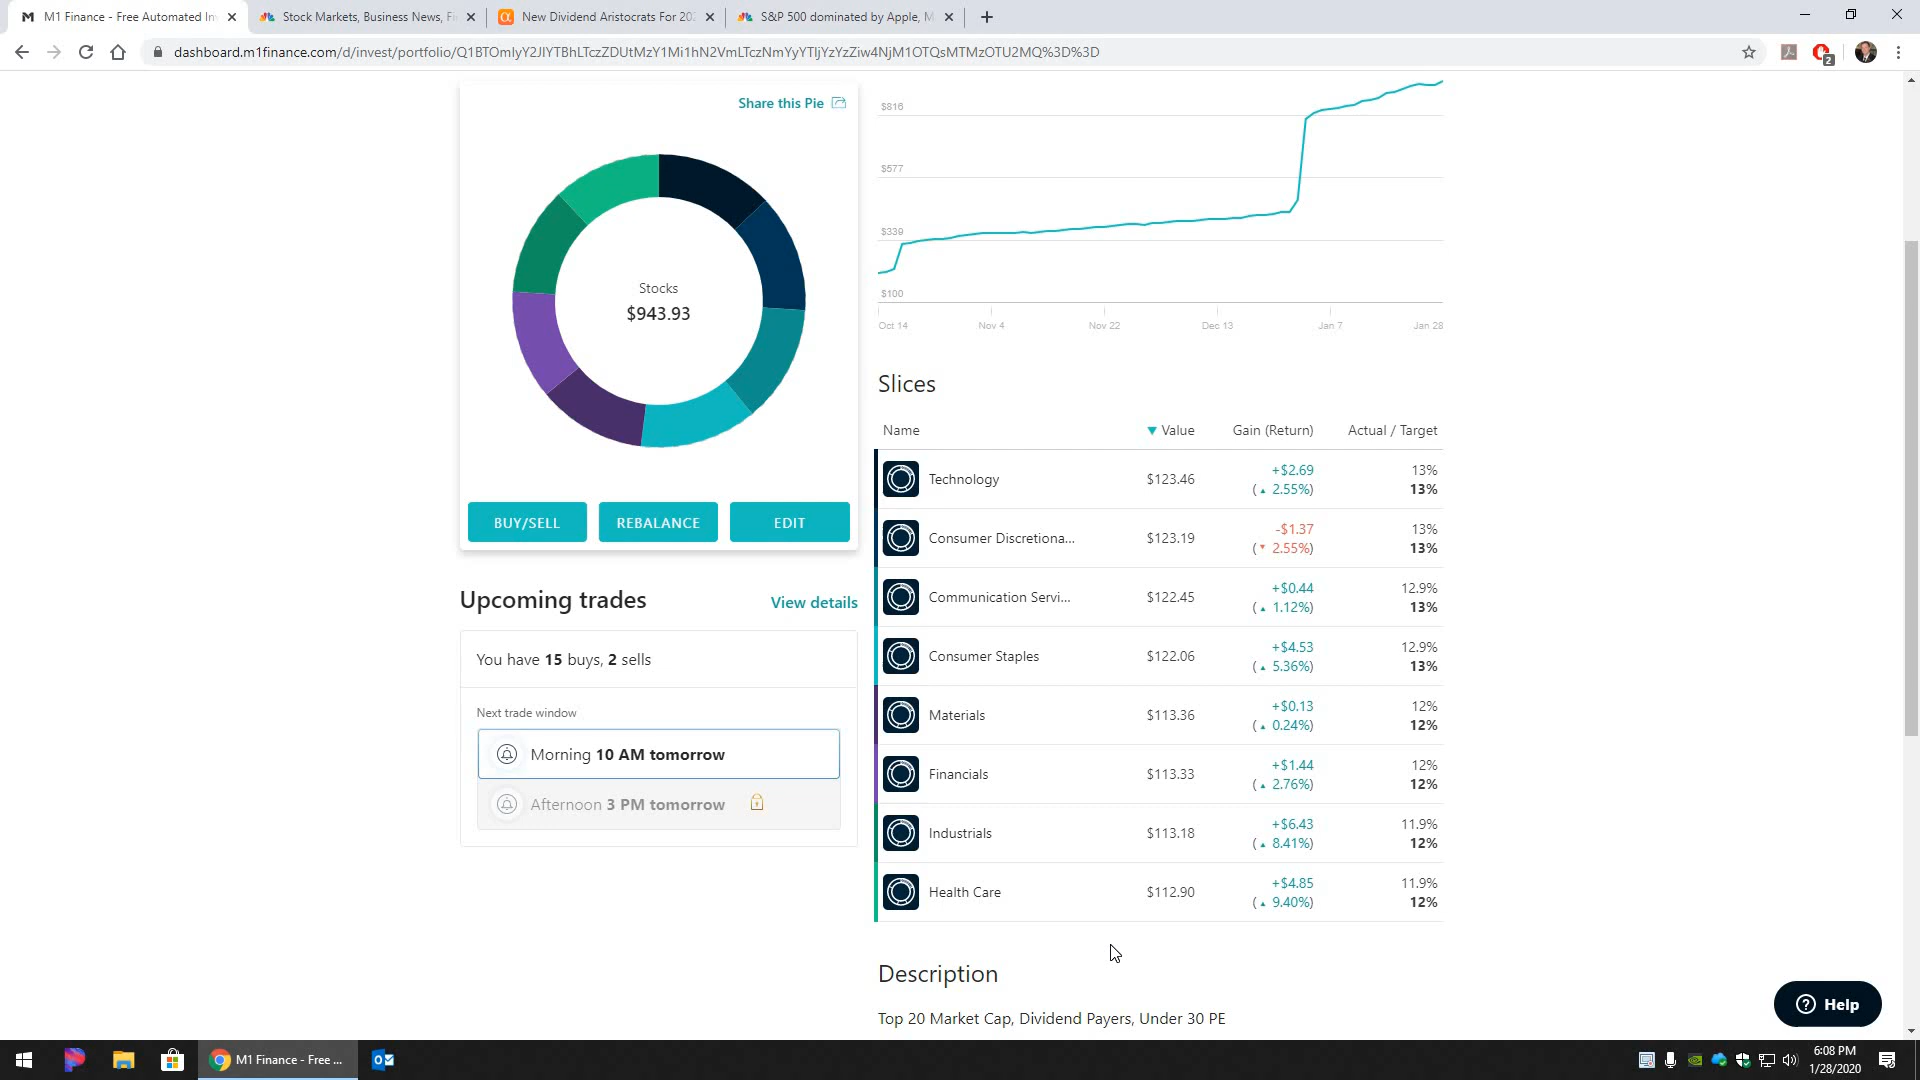 M1 Finance - Free Automated In
Stock Markets, Business News, Fi
New Dividend Aristocrats For 20
S&P 500 dominated by Apple, M
dashboard.m1finance.com/d/invest/portfolio/
2
Share this Pie
Stocks
$943.93
BUY/SELL
REBALANCE
EDIT
Upcoming trades
View details
You have 15 buys, 2 sells
Next trade window
Morning 10 AM tomorrow
Afternoon 3 PM tomorrow
$816
$577
$339
$100
Oct 14 Nov 4 Nov 22 Dec 13 Jan 7 Jan 28
Slices
Name ▼ Value Gain (Return) Actual / Target
Technology $123.46 +$2.69 13%
(▲ 2.55%) 13%
Consumer Discretiona... $123.19 -$1.37 13%
(▼ 2.55%) 13%
Communication Servi... $122.45 +$0.44 12.9%
(▲ 1.12%) 13%
Consumer Staples $122.06 +$4.53 12.9%
(▲ 5.36%) 13%
Materials $113.36 +$0.13 12%
(▲ 0.24%) 12%
Financials $113.33 +$1.44 12%
(▲ 2.76%) 12%
Industrials $113.18 +$6.43 11.9%
(▲ 8.41%) 12%
Health Care $112.90 +$4.85 11.9%
(▲ 9.40%) 12%
Description
Top 20 Market Cap, Dividend Payers, Under 30 PE
Help
M1 Finance - Free ...
6:08 PM
1/28/2020